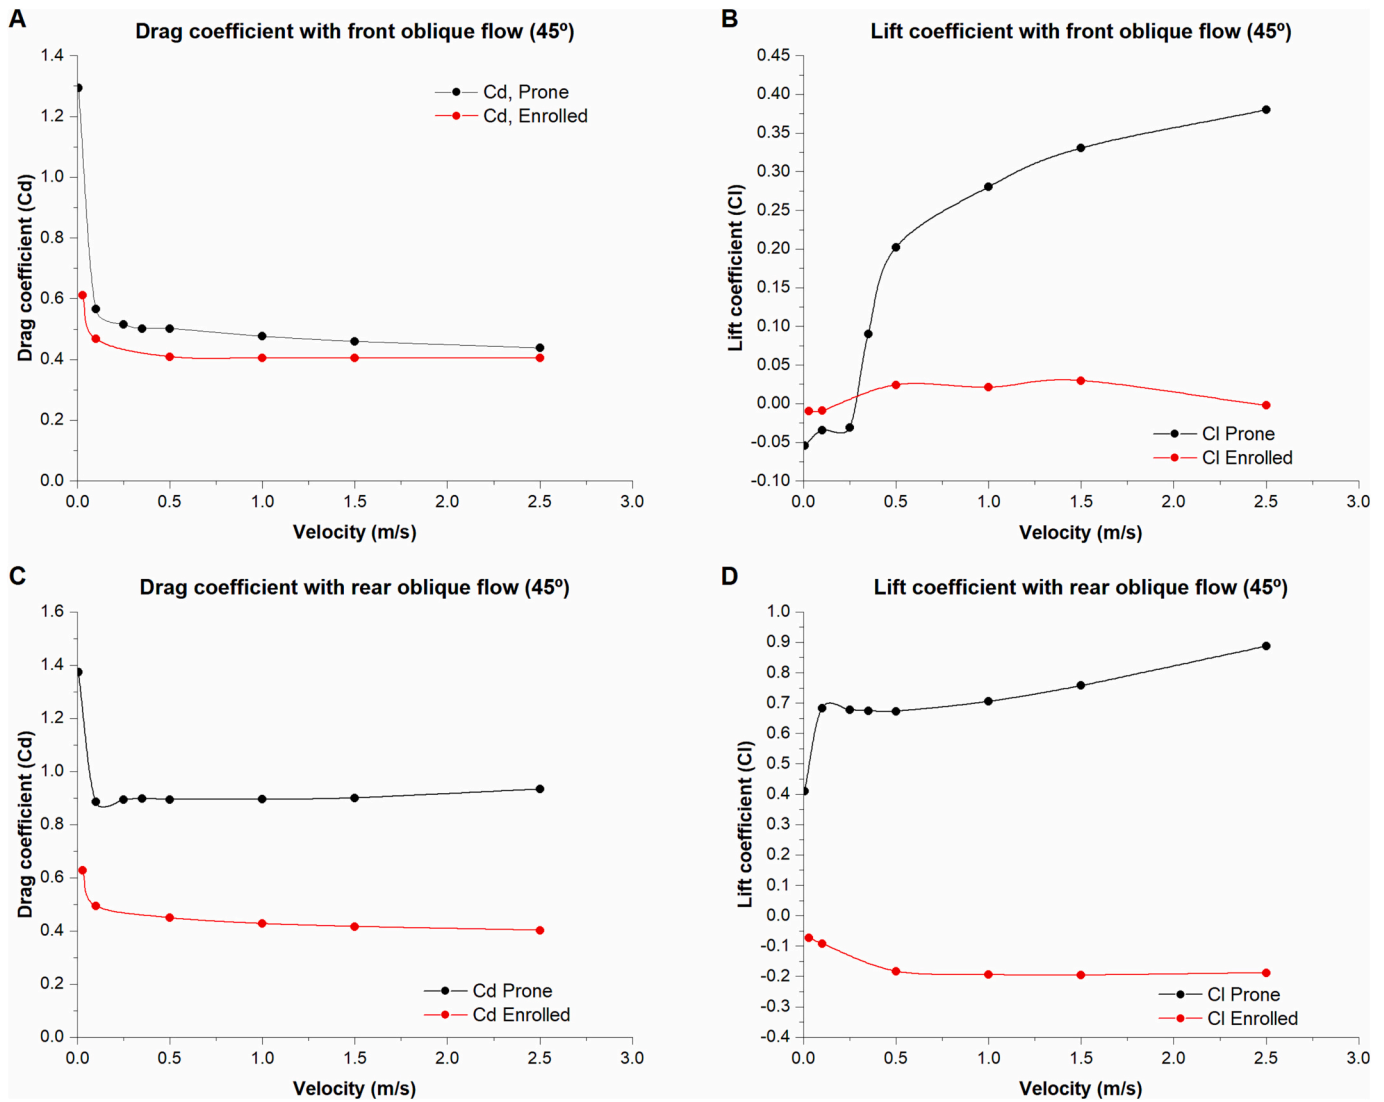 A
Drag coefficient with front oblique flow (45º)
1.4
1.2
1.0
0.8
0.6
0.4
0.2
0.0
Drag coefficient (Cd)
Cd, Prone
Cd, Enrolled
0.0 0.5 1.0 1.5 2.0 2.5 3.0
Velocity (m/s)
B
Lift coefficient with front oblique flow (45º)
0.45
0.40
0.35
0.30
0.25
0.20
0.15
0.10
0.05
0.00
-0.05
-0.10
Lift coefficient (Cl)
Cl Prone
Cl Enrolled
0.0 0.5 1.0 1.5 2.0 2.5 3.0
Velocity (m/s)
C
Drag coefficient with rear oblique flow (45º)
1.6
1.4
1.2
1.0
0.8
0.6
0.4
0.2
0.0
Drag coefficient (Cd)
Cd Prone
Cd Enrolled
0.0 0.5 1.0 1.5 2.0 2.5 3.0
Velocity (m/s)
D
Lift coefficient with rear oblique flow (45º)
1.0
0.9
0.8
0.7
0.6
0.5
0.4
0.3
0.2
0.1
0.0
-0.1
-0.2
-0.3
-0.4
Lift coefficient (Cl)
Cl Prone
Cl Enrolled
0.0 0.5 1.0 1.5 2.0 2.5 3.0
Velocity (m/s)